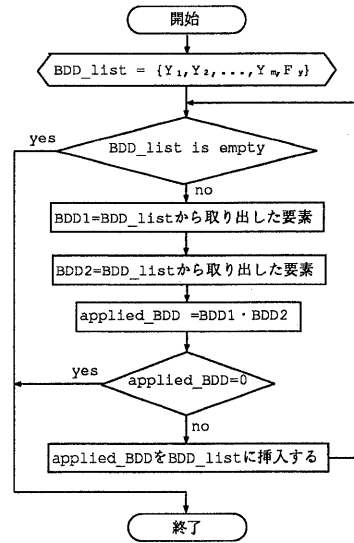 開始
BDD_list = {Y1,Y2,...,Ym,Fy}
BDD_list is empty
yes
no
BDD1=BDD_listから取り出した要素
BDD2=BDD_listから取り出した要素
applied_BDD =BDD1・BDD2
applied_BDD=0
yes
no
applied_BDDをBDD_listに挿入する
終了